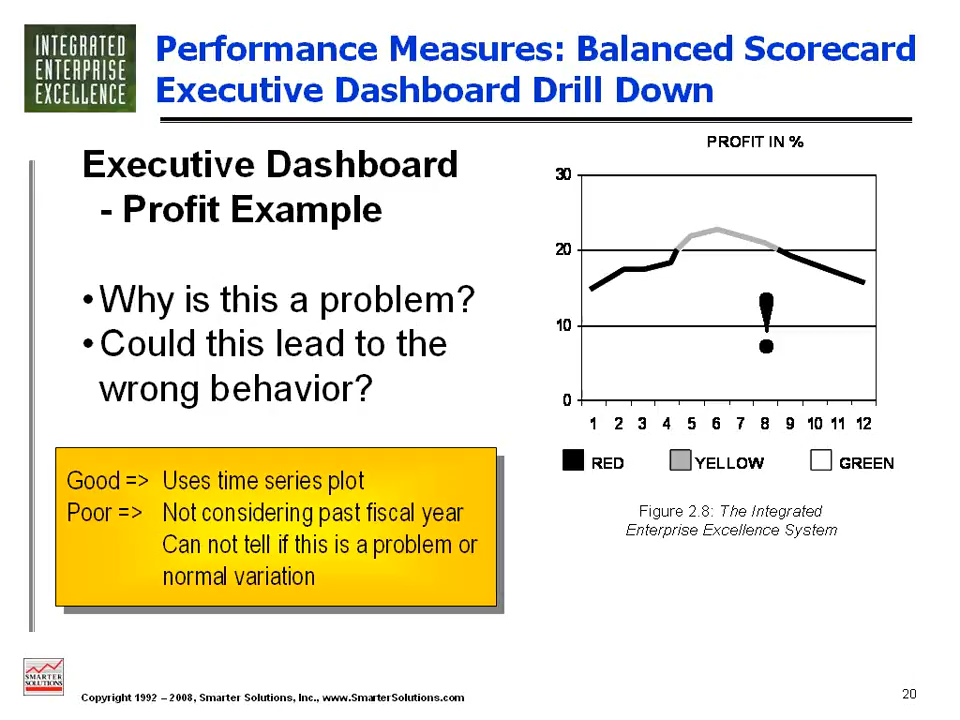 INTEGRATED
ENTERPRISE
EXCELLENCE
Performance Measures: Balanced Scorecard
Executive Dashboard Drill Down
Executive Dashboard
- Profit Example
•Why is this a problem?
•Could this lead to the
wrong behavior?
Good => Uses time series plot
Poor => Not considering past fiscal year
Can not tell if this is a problem or
normal variation
PROFIT IN %
30
20
10
0
!
1 2 3 4 5 6 7 8 9 10 11 12
RED YELLOW GREEN
Figure 2.8: The Integrated
Enterprise Excellence System
SMARTER
SOLUTIONS
Copyright 1992 – 2008, Smarter Solutions, Inc., www.SmarterSolutions.com
20